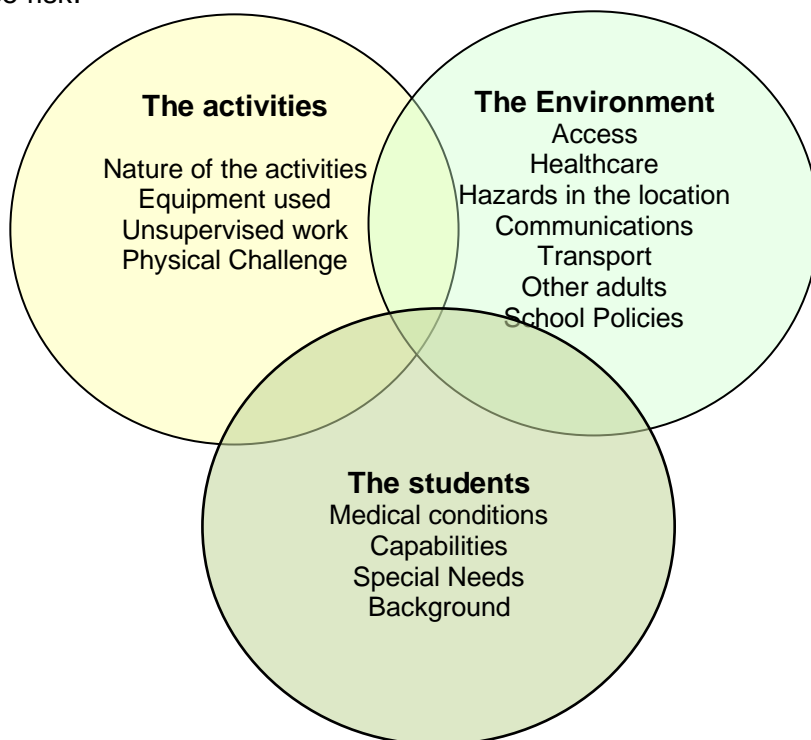 risk.
The activities
Nature of the activities
Equipment used
Unsupervised work
Physical Challenge
The Environment
Access
Healthcare
Hazards in the location
Communications
Transport
Other adults
School Policies
The students
Medical conditions
Capabilities
Special Needs
Background